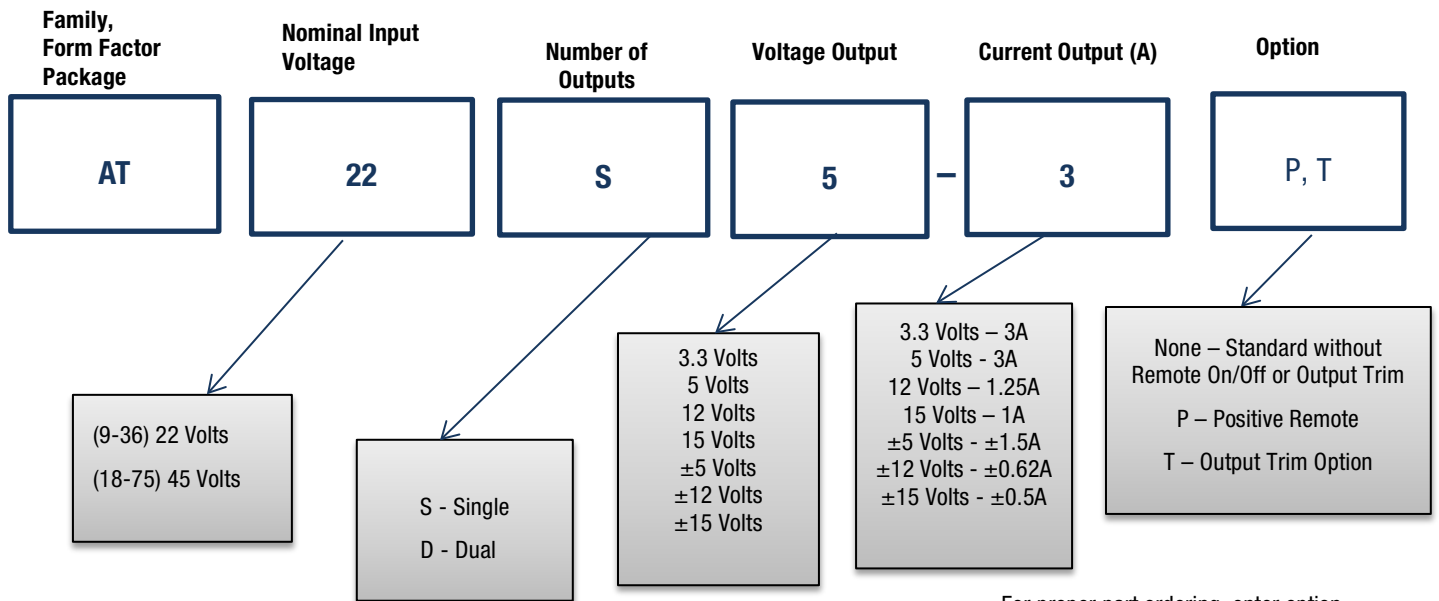 Family,
Form Factor
Package
Nominal Input
Voltage
Number of
Outputs
Voltage Output
Current Output (A)
Option
AT
22
S
5
–
3
P, T
(9-36) 22 Volts
(18-75) 45 Volts
S - Single
D - Dual
3.3 Volts
5 Volts
12 Volts
15 Volts
±5 Volts
±12 Volts
±15 Volts
3.3 Volts – 3A
5 Volts - 3A
12 Volts – 1.25A
15 Volts – 1A
±5 Volts - ±1.5A
±12 Volts - ±0.62A
±15 Volts - ±0.5A
None – Standard without
Remote On/Off or Output Trim
P – Positive Remote
T – Output Trim Option